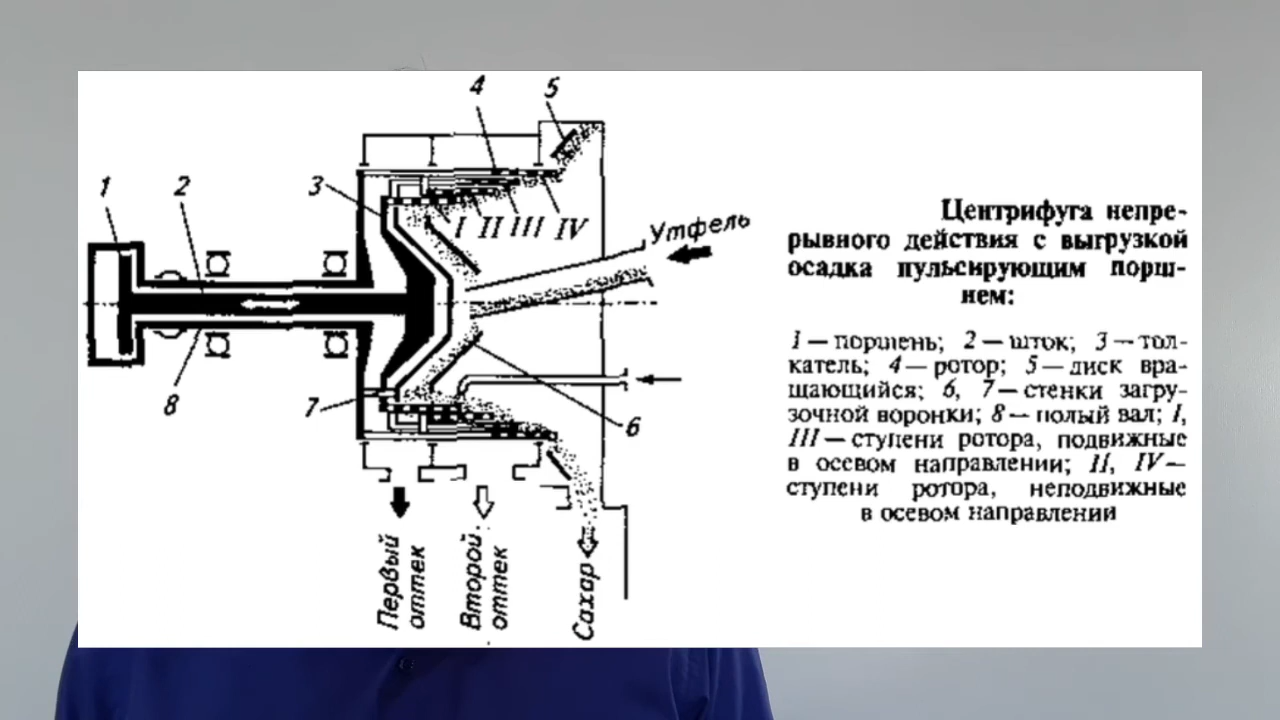 4
5
1
2
3
I II III IV
Утфель
8
7
6
Первый
оттек
Второй
оттек
Сахар
Центрифуга непре-
рывного действия с выгрузкой
осадка пульсирующим порш-
нем:
1 — поршень; 2 — шток; 3 — тол-
катель; 4 — ротор; 5 — диск вра-
щающийся; 6, 7 — стенки загру-
зочной воронки; 8 — полый вал; I,
III — ступени ротора, подвижные
в осевом направлении; II, IV —
ступени ротора, неподвижные
в осевом направлении